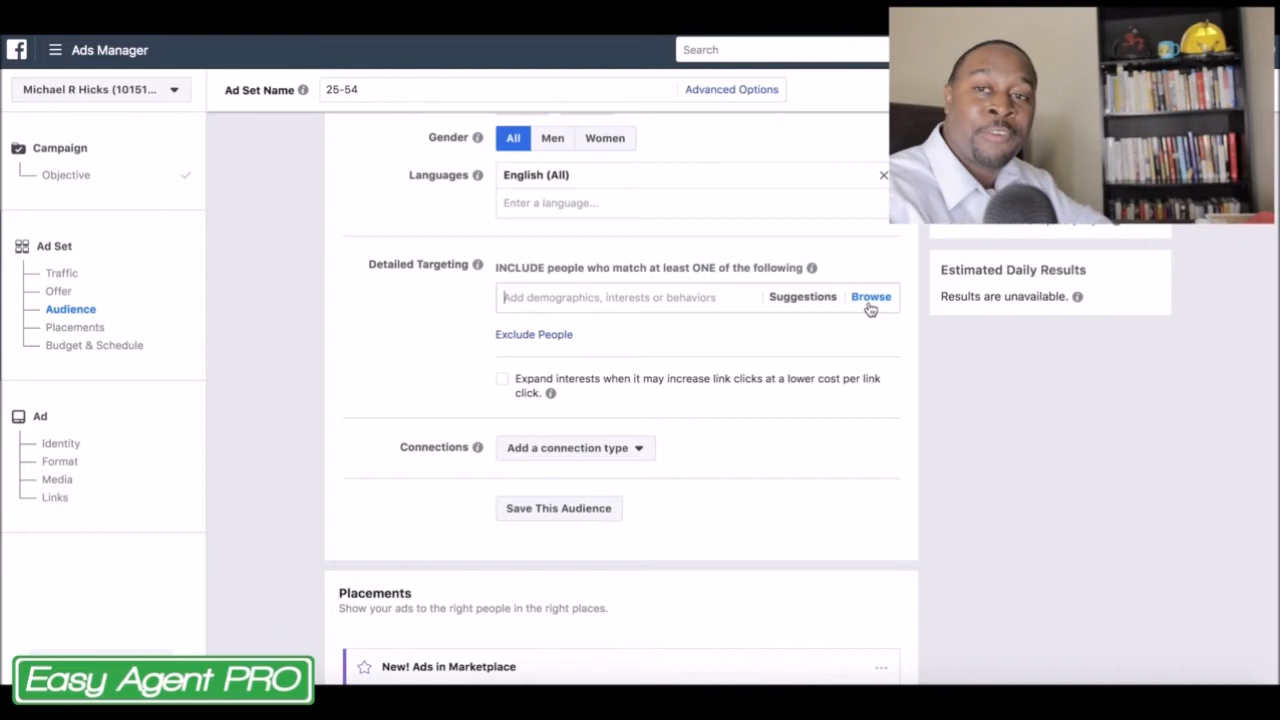 Ads Manager
Search
Michael R Hicks (10151...
Ad Set Name
25-54
Advanced Options
Campaign
Objective
Ad Set
Traffic
Offer
Audience
Placements
Budget & Schedule
Ad
Identity
Format
Media
Links
Gender
All
Men
Women
Languages
English (All)
Enter a language...
Detailed Targeting
INCLUDE people who match at least ONE of the following
Add demographics, interests or behaviors
Suggestions
Browse
Exclude People
Expand interests when it may increase link clicks at a lower cost per link
click.
Connections
Add a connection type
Save This Audience
Placements
Show your ads to the right people in the right places.
New! Ads in Marketplace
Estimated Daily Results
Results are unavailable.
Easy Agent PRO